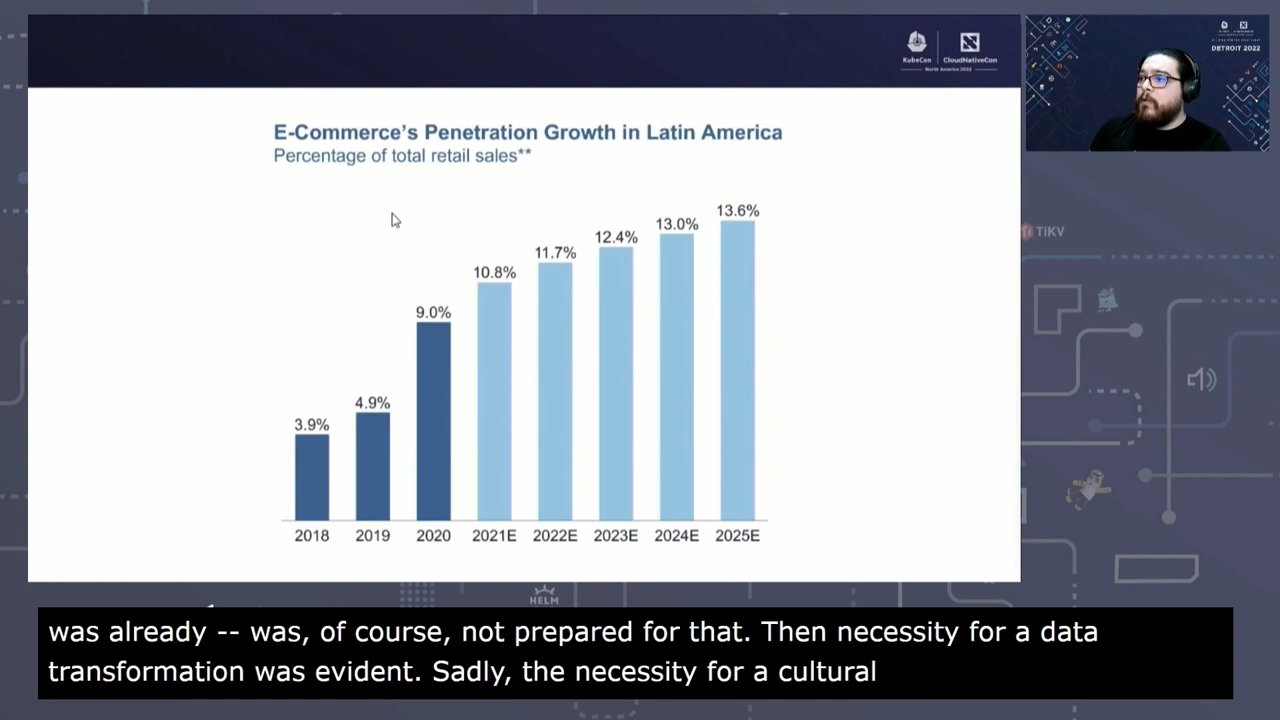 KubeCon
CloudNativeCon
North America 2022
DETROIT 2022
E-Commerce's Penetration Growth in Latin America
Percentage of total retail sales**
3.9%
4.9%
9.0%
10.8%
11.7%
12.4%
13.0%
13.6%
2018
2019
2020
2021E
2022E
2023E
2024E
2025E
TiKV
HELM
was already -- was, of course, not prepared for that. Then necessity for a data
transformation was evident. Sadly, the necessity for a cultural